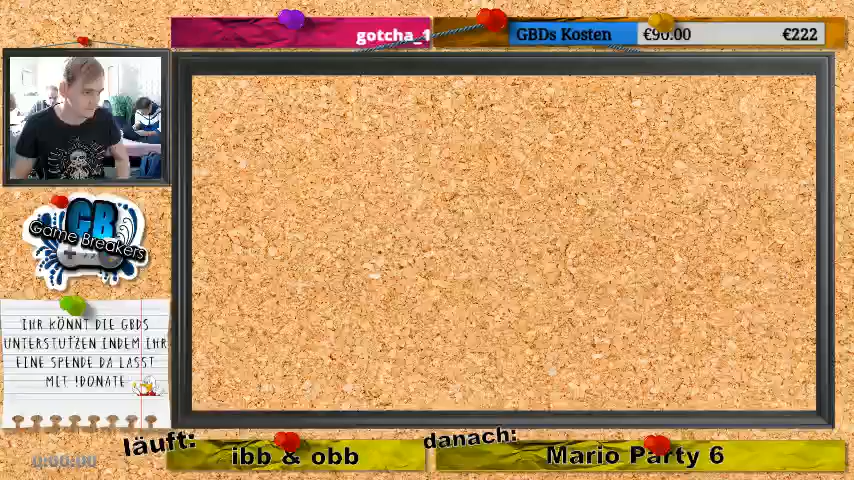 gotcha_1
GBDs Kosten €90.00 €222
GB
Game Breakers
IHR KÖNNT DIE GBDS
UNTERSTÜTZEN INDEM IHR
EINE SPENDE DA LASST
MIT !DONATE
läuft: ibb & obb
danach: Mario Party 6